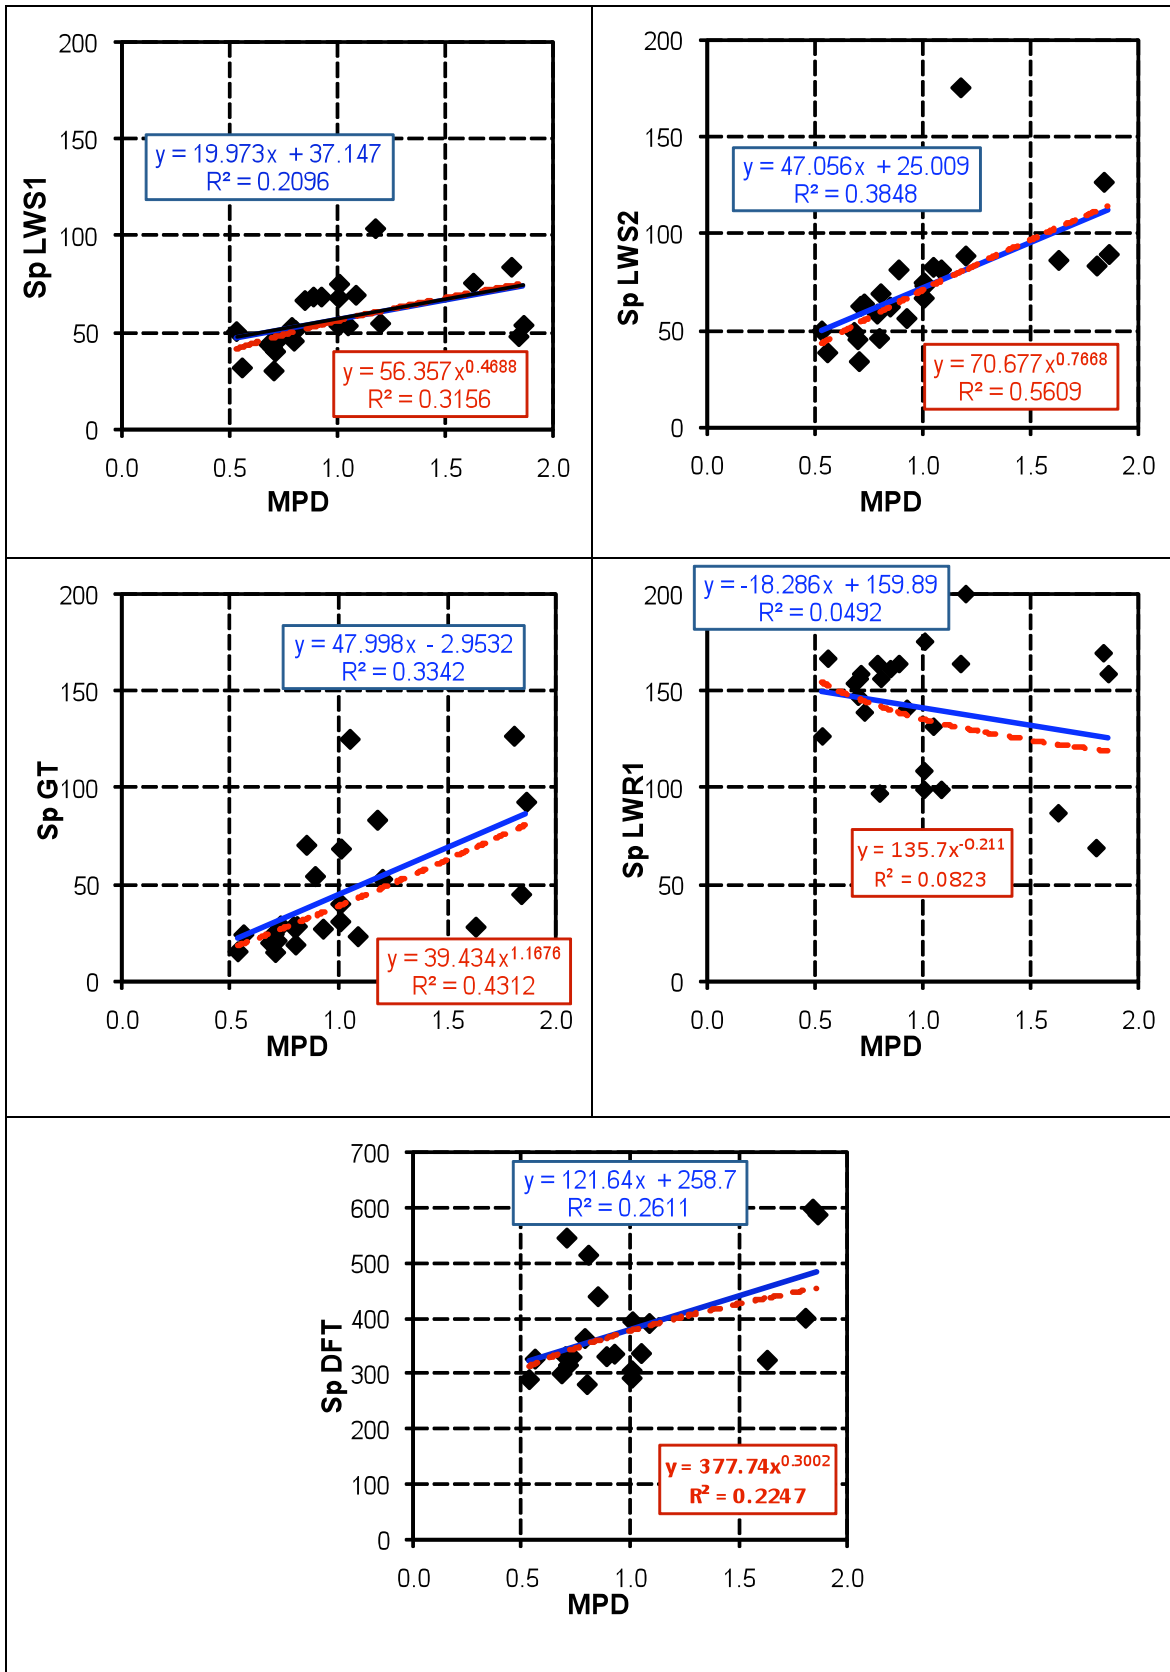 200
150
100
50
0
Sp LWS1
y = 19.973x + 37.147
R² = 0.2096
y = 56.357x^0.4688
R² = 0.3156
0.0 0.5 1.0 1.5 2.0
MPD
200
150
100
50
0
Sp LWS2
y = 47.056x + 25.009
R² = 0.3848
y = 70.677x^0.7668
R² = 0.5609
0.0 0.5 1.0 1.5 2.0
MPD
200
150
100
50
0
Sp GT
y = 47.998x - 2.9532
R² = 0.3342
y = 39.434x^1.1676
R² = 0.4312
0.0 0.5 1.0 1.5 2.0
MPD
200
150
100
50
0
Sp LWR1
y = -18.286x + 159.89
R² = 0.0492
y = 135.7x^-0.211
R² = 0.0823
0.0 0.5 1.0 1.5 2.0
MPD
700
600
500
400
300
200
100
0
Sp DFT
y = 121.64x + 258.7
R² = 0.2611
y = 377.74x^0.3002
R² = 0.2247
0.0 0.5 1.0 1.5 2.0
MPD